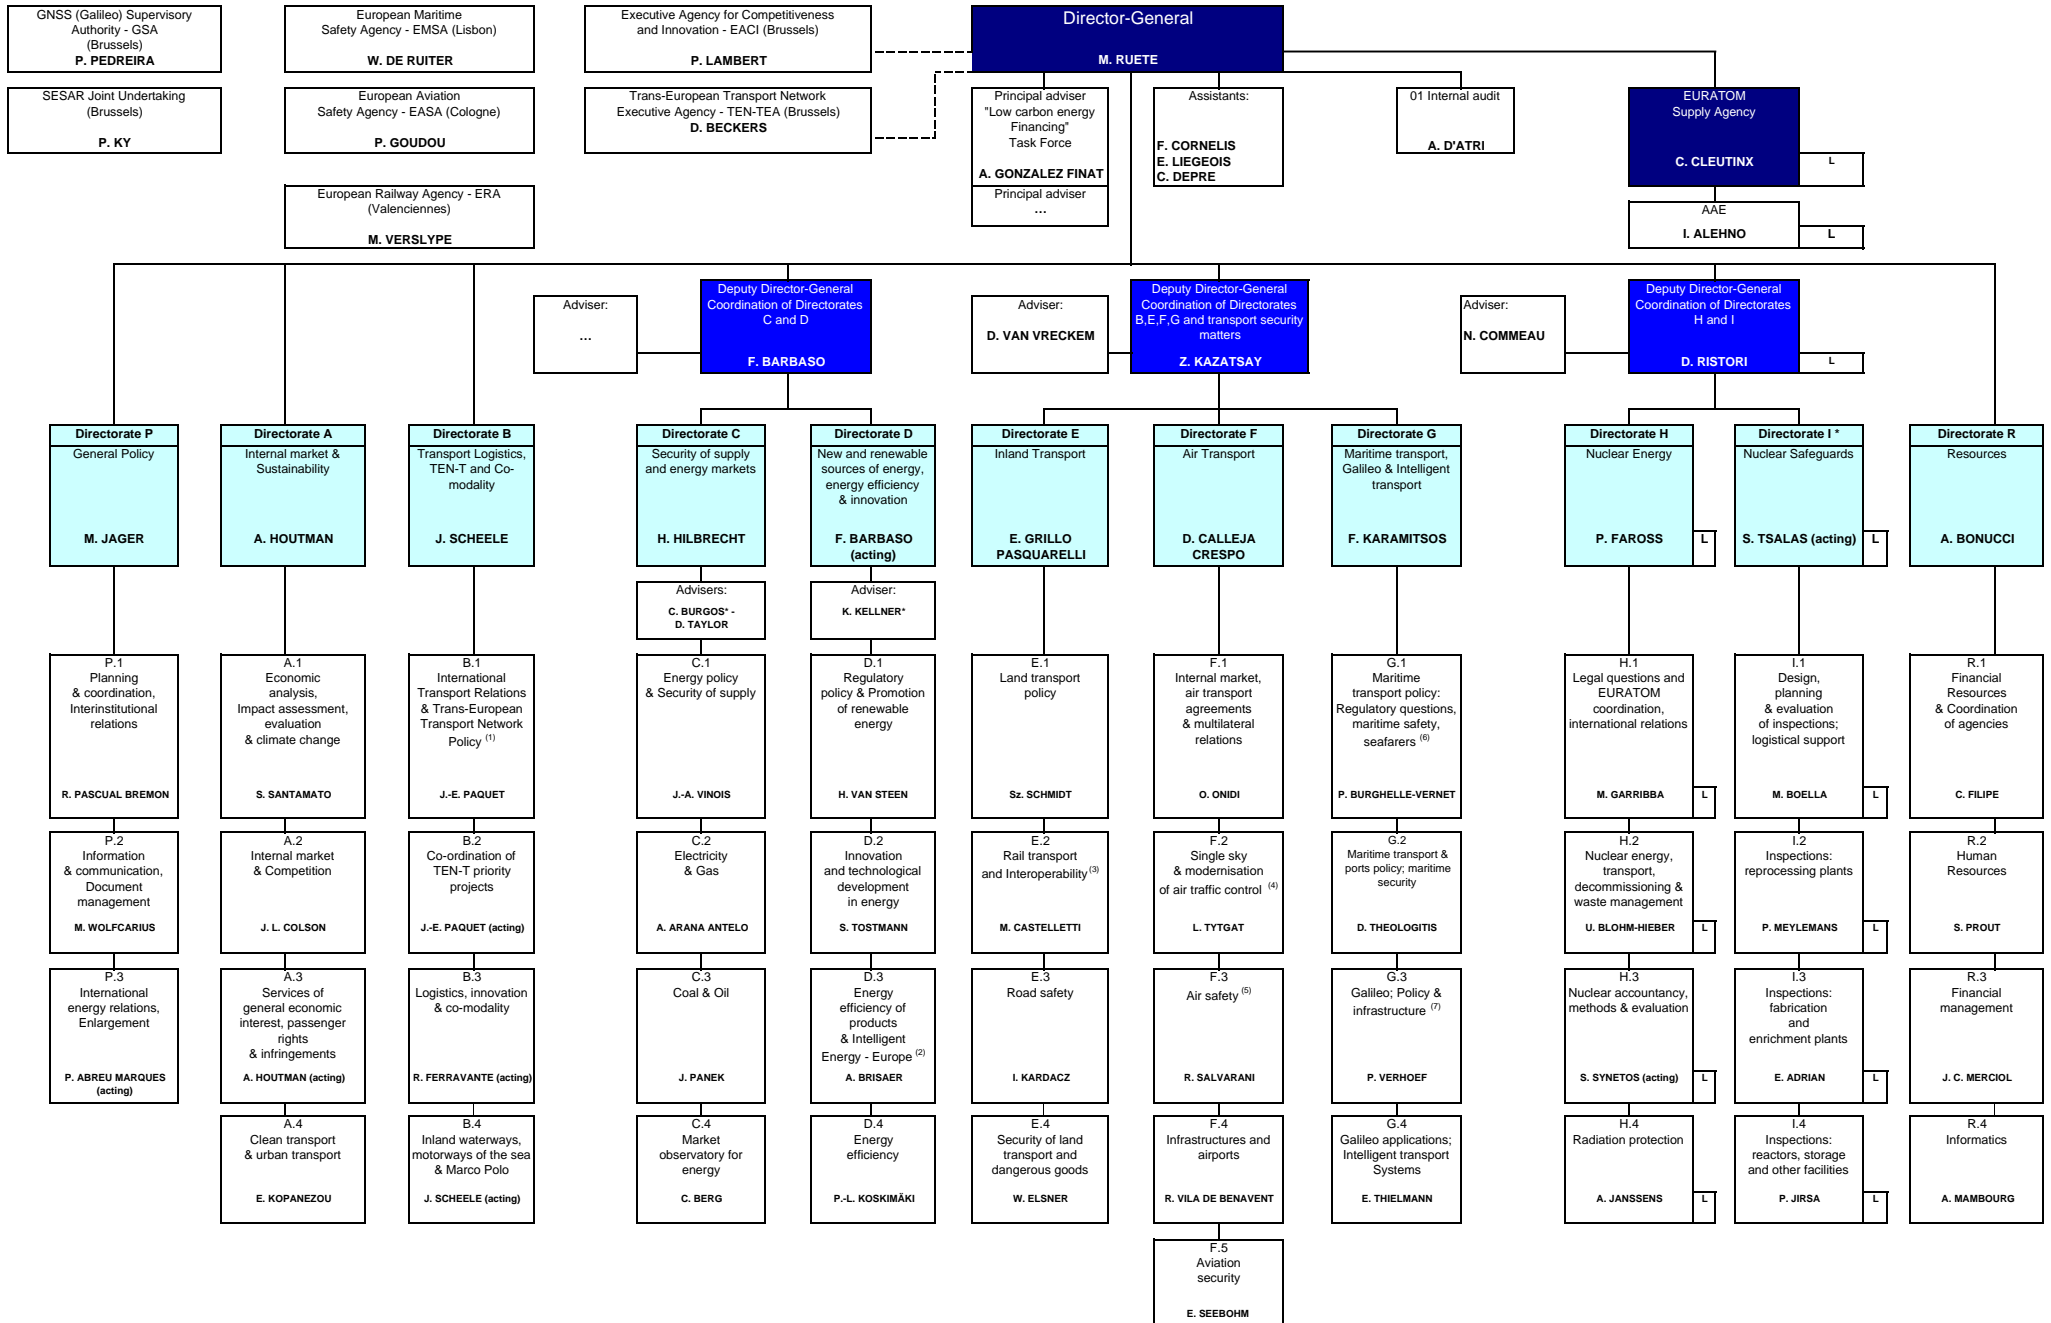 GNSS (Galileo) Supervisory
Authority - GSA
(Brussels)
P. PEDREIRA
European Maritime
Safety Agency - EMSA (Lisbon)
W. DE RUITER
Executive Agency for Competitiveness
and Innovation - EACI (Brussels)
P. LAMBERT
Director-General
M. RUETE
SESAR Joint Undertaking
(Brussels)
P. KY
European Aviation
Safety Agency - EASA (Cologne)
P. GOUDOU
Trans-European Transport Network
Executive Agency - TEN-TEA (Brussels)
D. BECKERS
Principal adviser
"Low carbon energy
Financing"
Task Force
A. GONZALEZ FINAT
Principal adviser
...
Assistants:
F. CORNELIS
E. LIEGEOIS
C. DEPRE
01 Internal audit
A. D'ATRI
EURATOM
Supply Agency
C. CLEUTINX
L
European Railway Agency - ERA
(Valenciennes)
M. VERSLYPE
AAE
I. ALEHNO
L
Adviser:
...
Deputy Director-General
Coordination of Directorates
C and D
F. BARBASO
Adviser:
D. VAN VRECKEM
Deputy Director-General
Coordination of Directorates
B,E,F,G and transport security
matters
Z. KAZATSAY
Adviser:
N. COMMEAU
Deputy Director-General
Coordination of Directorates
H and I
D. RISTORI
L
Directorate P
General Policy
M. JAGER
Directorate A
Internal market &
Sustainability
A. HOUTMAN
Directorate B
Transport Logistics,
TEN-T and Co-
modality
J. SCHEELE
Directorate C
Security of supply
and energy markets
H. HILBRECHT
Directorate D
New and renewable
sources of energy,
energy efficiency
& innovation
F. BARBASO
(acting)
Directorate E
Inland Transport
E. GRILLO
PASQUARELLI
Directorate F
Air Transport
D. CALLEJA
CRESPO
Directorate G
Maritime transport,
Galileo & Intelligent
transport
F. KARAMITSOS
Directorate H
Nuclear Energy
P. FAROSS
L
Directorate I *
Nuclear Safeguards
S. TSALAS (acting)
L
Directorate R
Resources
A. BONUCCI
Advisers:
C. BURGOS* -
D. TAYLOR
Adviser:
K. KELLNER*
P.1
Planning
& coordination,
Interinstitutional
relations
R. PASCUAL BREMON
A.1
Economic
analysis,
Impact assessment,
evaluation
& climate change
S. SANTAMATO
B.1
International
Transport Relations
& Trans-European
Transport Network
Policy (1)
J.-E. PAQUET
C.1
Energy policy
& Security of supply
J.-A. VINOIS
D.1
Regulatory
policy & Promotion
of renewable
energy
H. VAN STEEN
E.1
Land transport
policy
Sz. SCHMIDT
F.1
Internal market,
air transport
agreements
& multilateral
relations
O. ONIDI
G.1
Maritime
transport policy:
Regulatory questions,
maritime safety,
seafarers (6)
P. BURGHELLE-VERNET
H.1
Legal questions and
EURATOM
coordination,
international relations
M. GARRIBBA
L
I.1
Design,
planning
& evaluation
of inspections;
logistical support
M. BOELLA
L
R.1
Financial
Resources
& Coordination
of agencies
C. FILIPE
P.2
Information
& communication,
Document
management
M. WOLFCARIUS
A.2
Internal market
& Competition
J. L. COLSON
B.2
Co-ordination of
TEN-T priority
projects
J.-E. PAQUET (acting)
C.2
Electricity
& Gas
A. ARANA ANTELO
D.2
Innovation
and technological
development
in energy
S. TOSTMANN
E.2
Rail transport
and Interoperability (3)
M. CASTELLETTI
F.2
Single sky
& modernisation
of air traffic control (4)
L. TYTGAT
G.2
Maritime transport &
ports policy; maritime
security
D. THEOLOGITIS
H.2
Nuclear energy,
transport,
decommissioning &
waste management
U. BLOHM-HIEBER
L
I.2
Inspections:
reprocessing plants
P. MEYLEMANS
L
R.2
Human
Resources
S. PROUT
P.3
International
energy relations,
Enlargement
P. ABREU MARQUES
(acting)
A.3
Services of
general economic
interest, passenger
rights
& infringements
A. HOUTMAN (acting)
B.3
Logistics, innovation
& co-modality
R. FERRAVANTE (acting)
C.3
Coal & Oil
J. PANEK
D.3
Energy
efficiency of
products
& Intelligent
Energy - Europe (2)
A. BRISAER
E.3
Road safety
I. KARDACZ
F.3
Air safety (5)
R. SALVARANI
G.3
Galileo; Policy &
infrastructure (7)
P. VERHOEF
H.3
Nuclear accountancy,
methods & evaluation
S. SYNETOS (acting)
L
I.3
Inspections:
fabrication
and
enrichment plants
E. ADRIAN
L
R.3
Financial
management
J. C. MERCIOL
A.4
Clean transport
& urban transport
E. KOPANEZOU
B.4
Inland waterways,
motorways of the sea
& Marco Polo
J. SCHEELE (acting)
C.4
Market
observatory for
energy
C. BERG
D.4
Energy
efficiency
P.-L. KOSKIMÄKI
E.4
Security of land
transport and
dangerous goods
W. ELSNER
F.4
Infrastructures and
airports
R. VILA DE BENAVENT
G.4
Galileo applications;
Intelligent transport
Systems
E. THIELMANN
H.4
Radiation protection
A. JANSSENS
L
I.4
Inspections:
reactors, storage
and other facilities
P. JIRSA
L
R.4
Informatics
A. MAMBOURG
F.5
Aviation
security
E. SEEBOHM